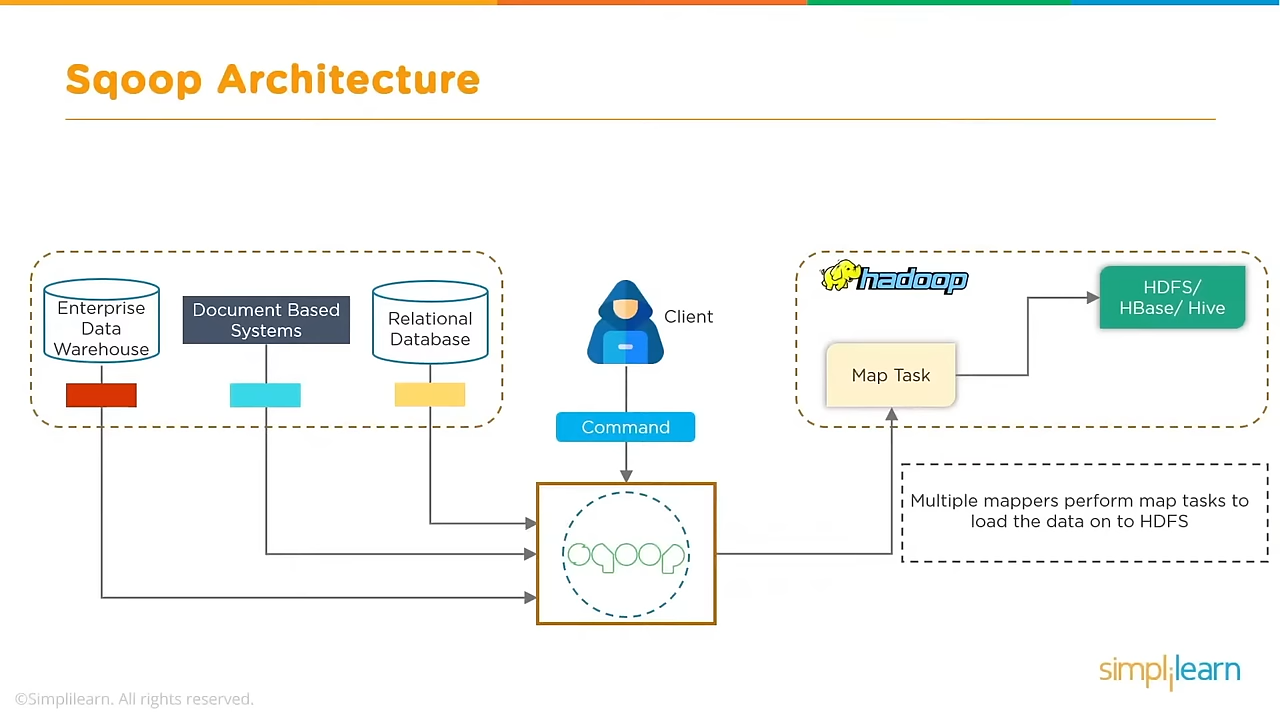 Sqoop Architecture
Enterprise
Data
Warehouse
Document Based
Systems
Relational
Database
Client
Command
sqoop
hadoop
Map Task
HDFS/
HBase/ Hive
Multiple mappers perform map tasks to
load the data on to HDFS
simplilearn
©Simplilearn. All rights reserved.